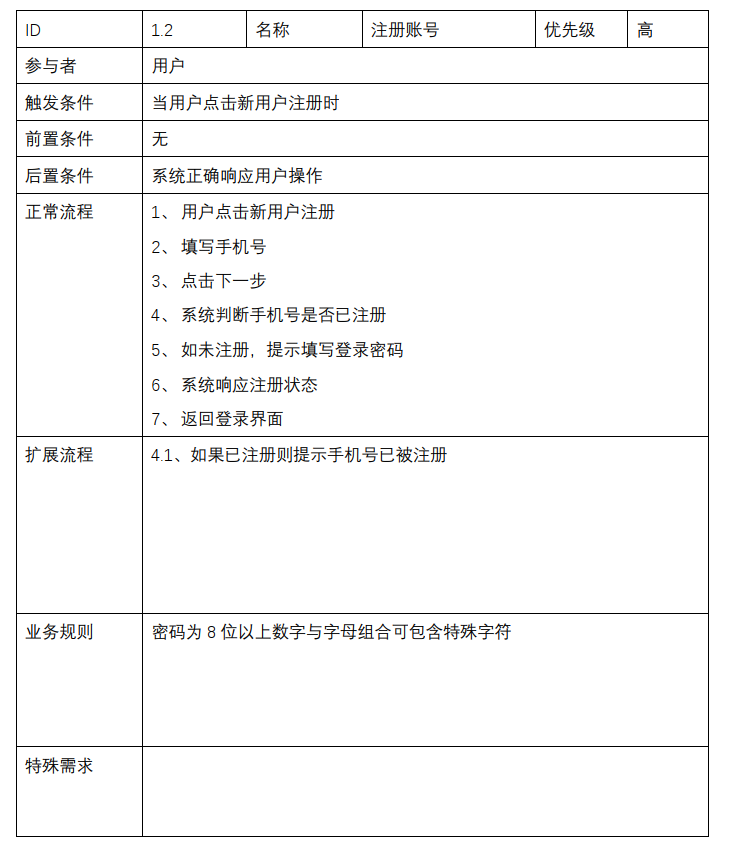 ID 1.2 名称 注册账号 优先级 高
参与者 用户
触发条件 当用户点击新用户注册时
前置条件 无
后置条件 系统正确响应用户操作
正常流程 1、 用户点击新用户注册
2、 填写手机号
3、 点击下一步
4、 系统判断手机号是否已注册
5、 如未注册，提示填写登录密码
6、 系统响应注册状态
7、 返回登录界面
扩展流程 4.1、如果已注册则提示手机号已被注册
业务规则 密码为 8 位以上数字与字母组合可包含特殊字符
特殊需求